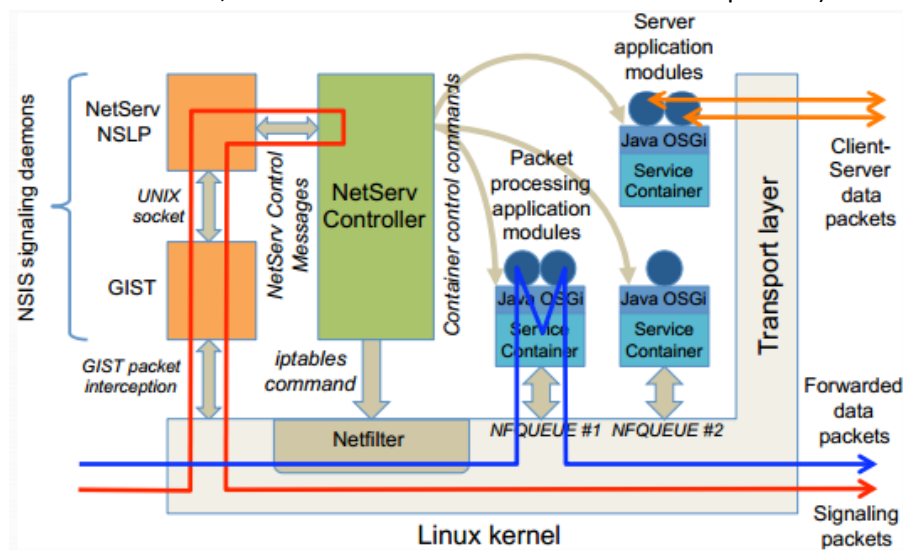 Server
application
modules
NetServ
NSLP
NSIS signaling daemons
UNIX
socket
GIST
GIST packet
interception
NetServ Control
Messages
NetServ
Controller
Container control commands
iptables
command
Packet
processing
application
modules
Java OSGi
Service
Container
Java OSGi
Service
Container
Java OSGi
Service
Container
Transport layer
Client-
Server
data
packets
Netfilter
NFQUEUE #1
NFQUEUE #2
Forwarded
data
packets
Signaling
packets
Linux kernel